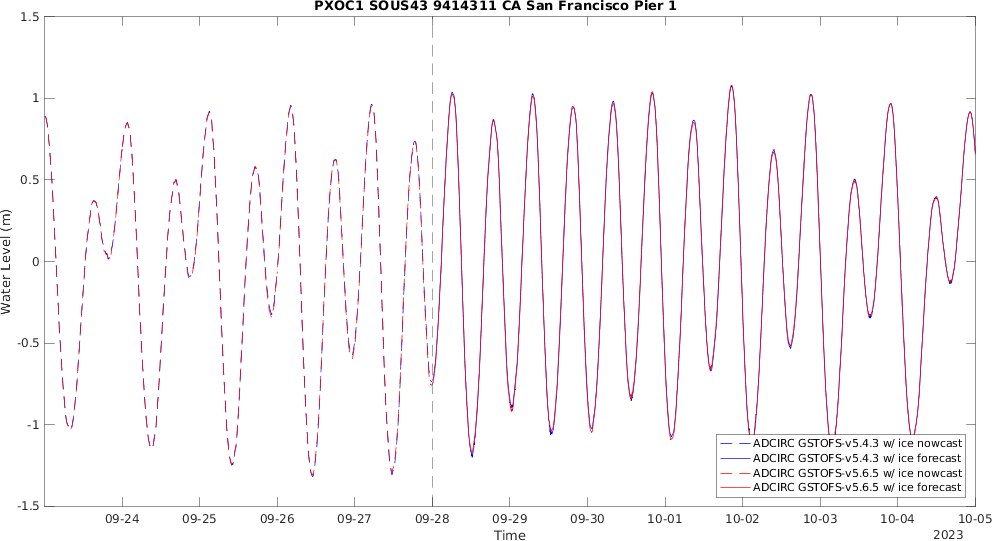 PXOC1 SOUS43 9414311 CA San Francisco Pier 1
1.5
1
0.5
0
-0.5
-1
-1.5
Water Level (m)
09-24 09-25 09-26 09-27 09-28 09-29 09-30 10-01 10-02 10-03 10-04 10-05
Time
2023
ADCIRC GSTOFS-v5.4.3 w/ ice nowcast
ADCIRC GSTOFS-v5.4.3 w/ ice forecast
ADCIRC GSTOFS-v5.6.5 w/ ice nowcast
ADCIRC GSTOFS-v5.6.5 w/ ice forecast